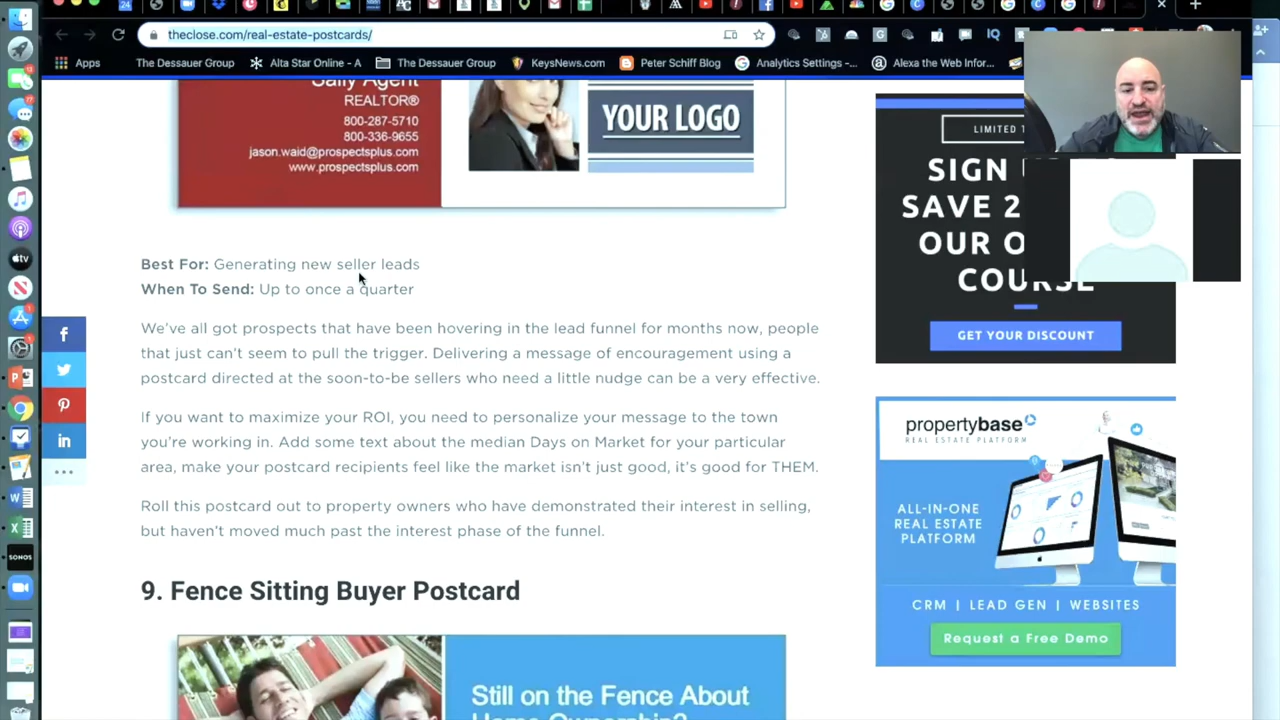 theclose.com/real-estate-postcards/
Apps
The Dessauer Group
Alta Star Online - A
The Dessauer Group
KeysNews.com
Peter Schiff Blog
Analytics Settings -...
Alexa the Web Infor...
Sally Agent
REALTOR®
800-287-5710
800-336-9655
jason.waid@prospectsplus.com
www.prospectsplus.com
YOUR LOGO
LIMITED T
SIGN
SAVE 2
OUR O
COURSE
GET YOUR DISCOUNT
Best For: Generating new seller leads
When To Send: Up to once a quarter
We've all got prospects that have been hovering in the lead funnel for months now, people
that just can't seem to pull the trigger. Delivering a message of encouragement using a
postcard directed at the soon-to-be sellers who need a little nudge can be a very effective.
If you want to maximize your ROI, you need to personalize your message to the town
you're working in. Add some text about the median Days on Market for your particular
area, make your postcard recipients feel like the market isn't just good, it's good for THEM.
Roll this postcard out to property owners who have demonstrated their interest in selling,
but haven't moved much past the interest phase of the funnel.
9. Fence Sitting Buyer Postcard
Still on the Fence About
Home Ownership?
propertybase
REAL ESTATE PLATFORM
ALL-IN-ONE
REAL ESTATE
PLATFORM
CRM | LEAD GEN | WEBSITES
Request a Free Demo
tv
SONOS